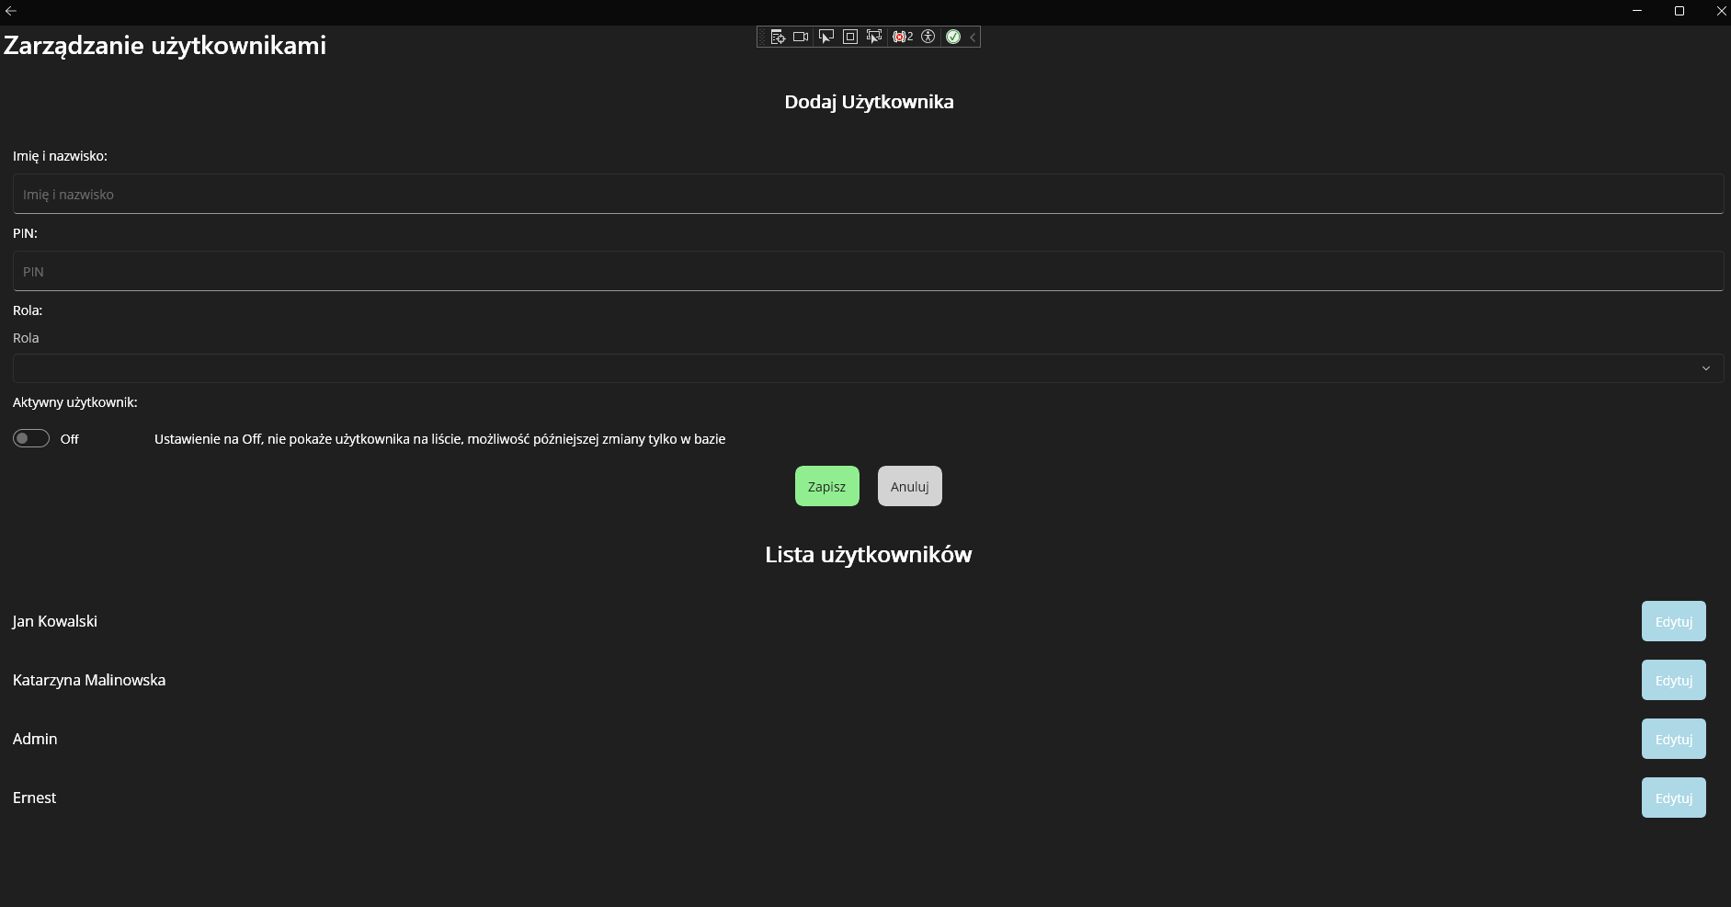 Zarządzanie użytkownikami
2
Dodaj Użytkownika
Imię i nazwisko:
Imię i nazwisko
PIN:
PIN
Rola:
Rola
Aktywny użytkownik:
Off Ustawienie na Off, nie pokaże użytkownika na liście, możliwość późniejszej zmiany tylko w bazie
Zapisz Anuluj
Lista użytkowników
Jan Kowalski Edytuj
Katarzyna Malinowska Edytuj
Admin Edytuj
Ernest Edytuj